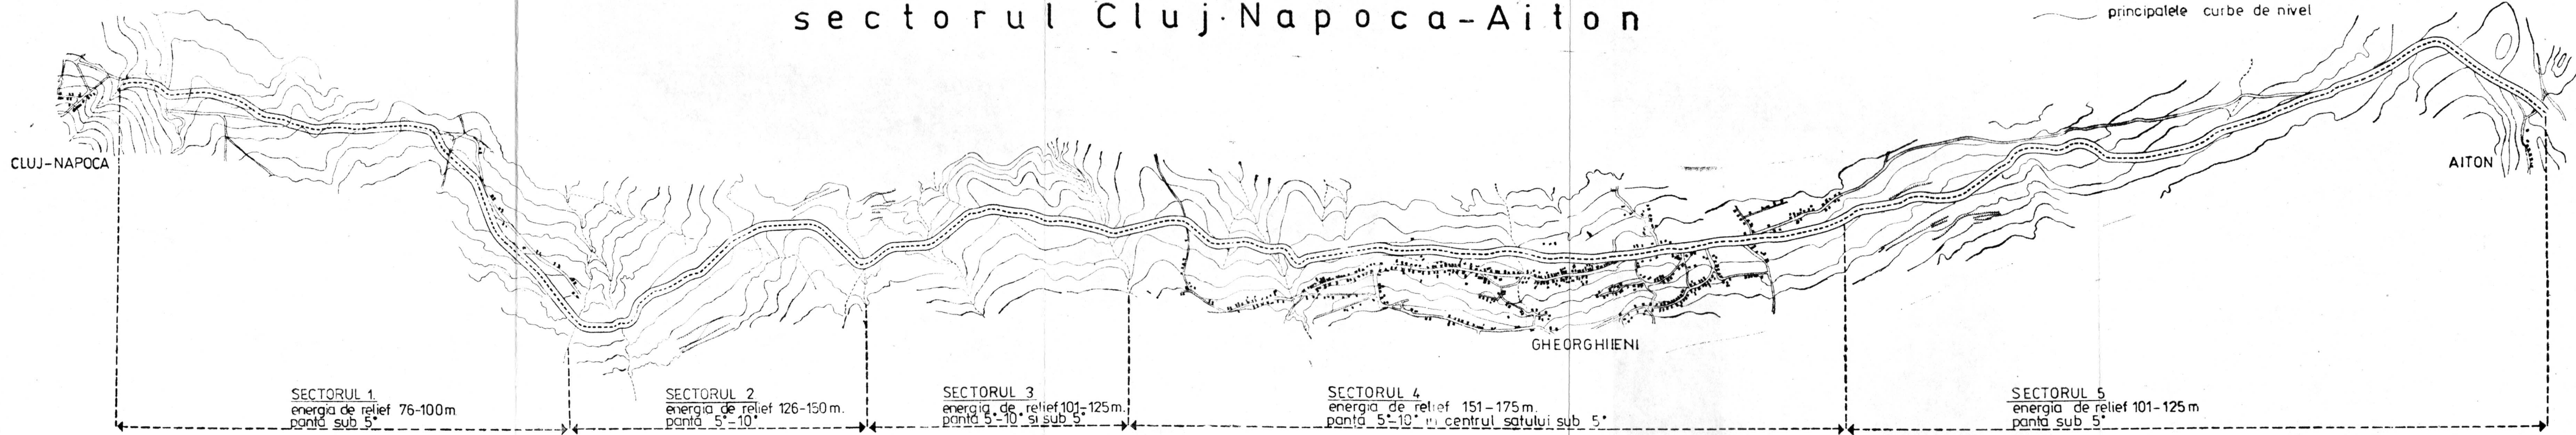 sectorul Cluj-Napoca-Aiton
principalele curbe de nivel
CLUJ-NAPOCA
AITON
GHEORGHIIENI
SECTORUL 1.
energia de relief 76-100m
panta sub 5°
SECTORUL 2
energia de relief 126-150m.
panta 5°-10°
SECTORUL 3
energia de relief 101-125m.
panta 5°-10° si sub 5°
SECTORUL 4
energia de relief 151-175m.
panta 5°-10° in centrul satului sub 5°
SECTORUL 5
energia de relief 101-125m
panta sub 5°